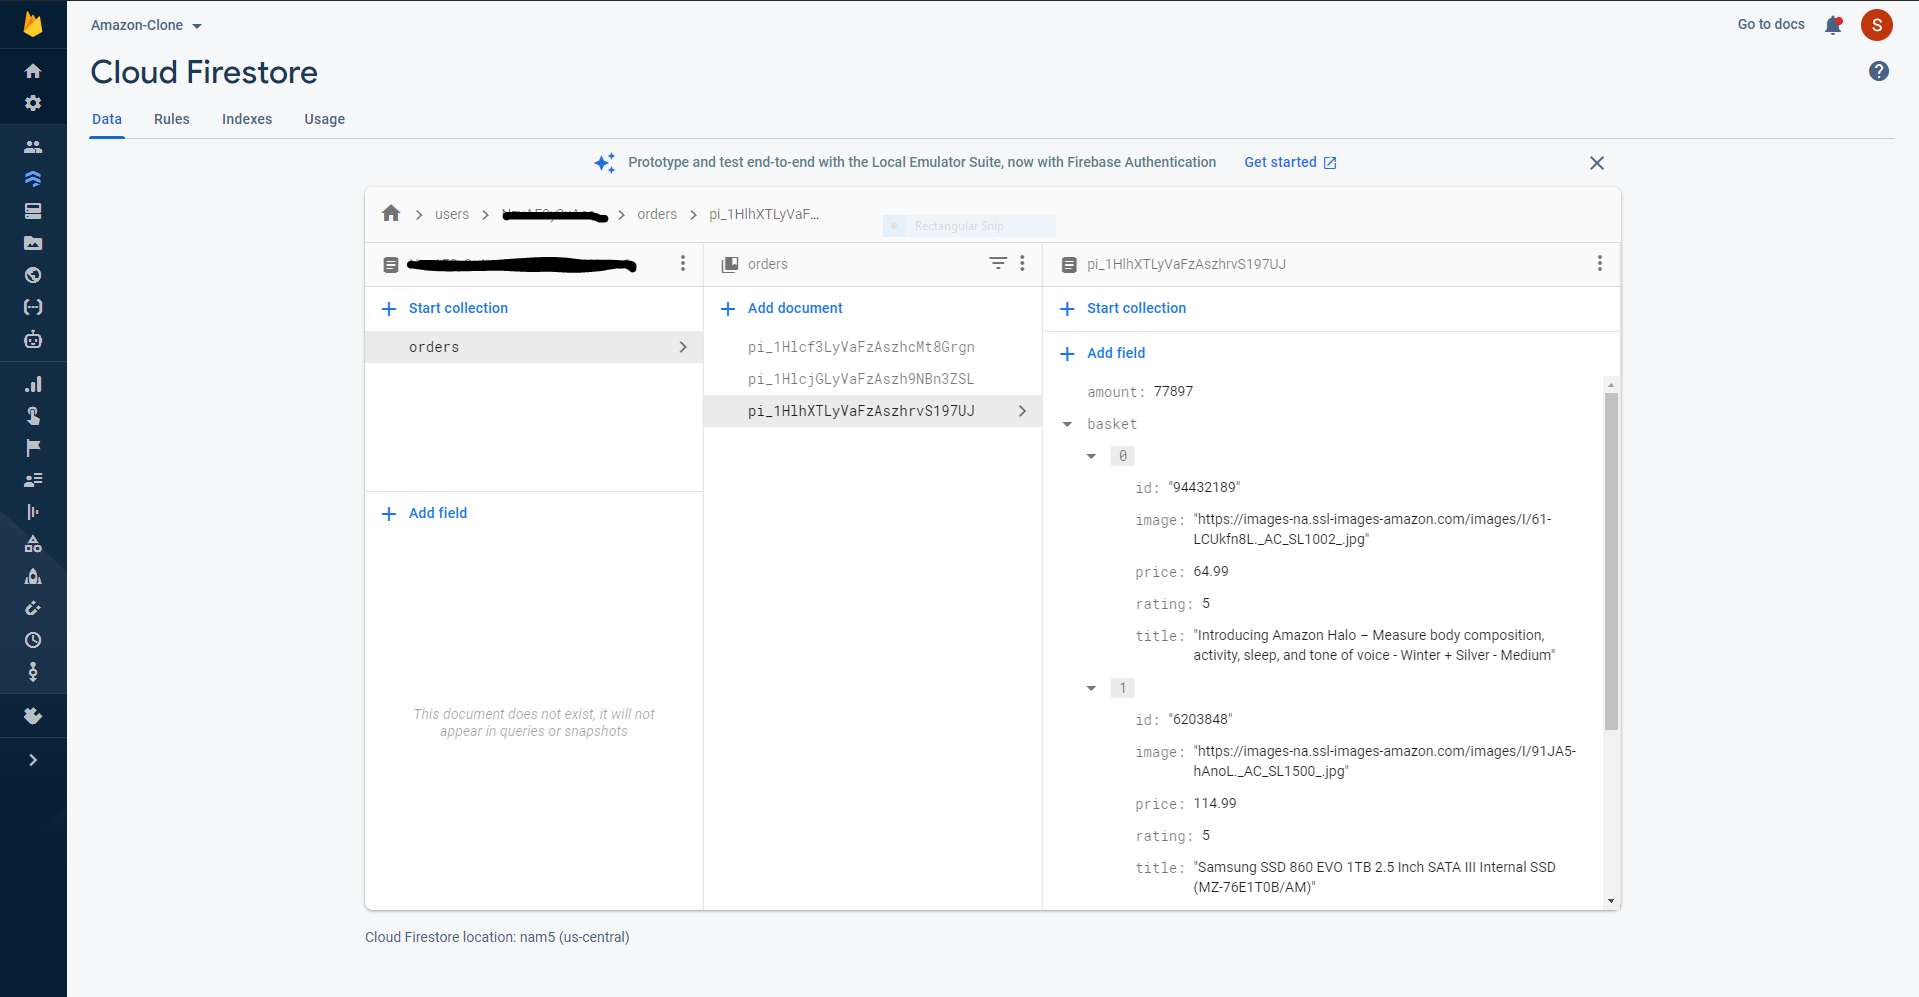 Amazon-Clone
Go to docs
S
Cloud Firestore
Data Rules Indexes Usage
Prototype and test end-to-end with the Local Emulator Suite, now with Firebase Authentication Get started
users
orders
pi_1HlhXTLyVaF...
Rectangular Snip
orders
pi_1HlhXTLyVaFzAszhrvS197UJ
Start collection
orders
Add field
This document does not exist, it will not
appear in queries or snapshots
Add document
pi_1Hlcf3LyVaFzAszhcMt8Grgn
pi_1HlcjGLyVaFzAszh9NBn3ZSL
pi_1HlhXTLyVaFzAszhrvS197UJ
Start collection
Add field
amount: 77897
basket
0
id: "94432189"
image: "https://images-na.ssl-images-amazon.com/images/I/61-
LCUkfn8L._AC_SL1002_.jpg"
price: 64.99
rating: 5
title: "Introducing Amazon Halo – Measure body composition,
activity, sleep, and tone of voice - Winter + Silver - Medium"
1
id: "6203848"
image: "https://images-na.ssl-images-amazon.com/images/I/91JA5-
hAnoL._AC_SL1500_.jpg"
price: 114.99
rating: 5
title: "Samsung SSD 860 EVO 1TB 2.5 Inch SATA III Internal SSD
(MZ-76E1T0B/AM)"
Cloud Firestore location: nam5 (us-central)